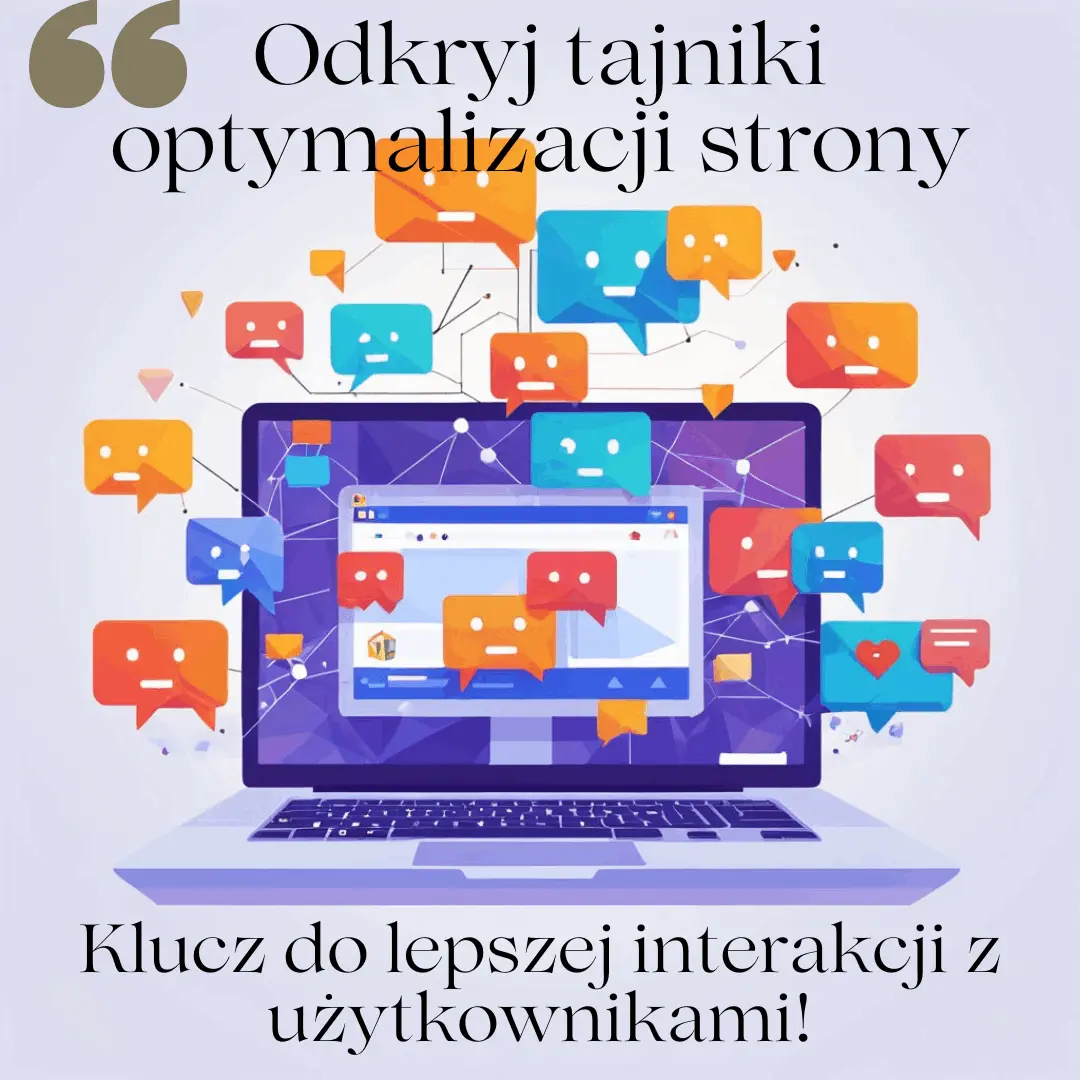 Odkryj tajniki
optymalizacji strony
Klucz do lepszej interakcji z
użytkownikami!